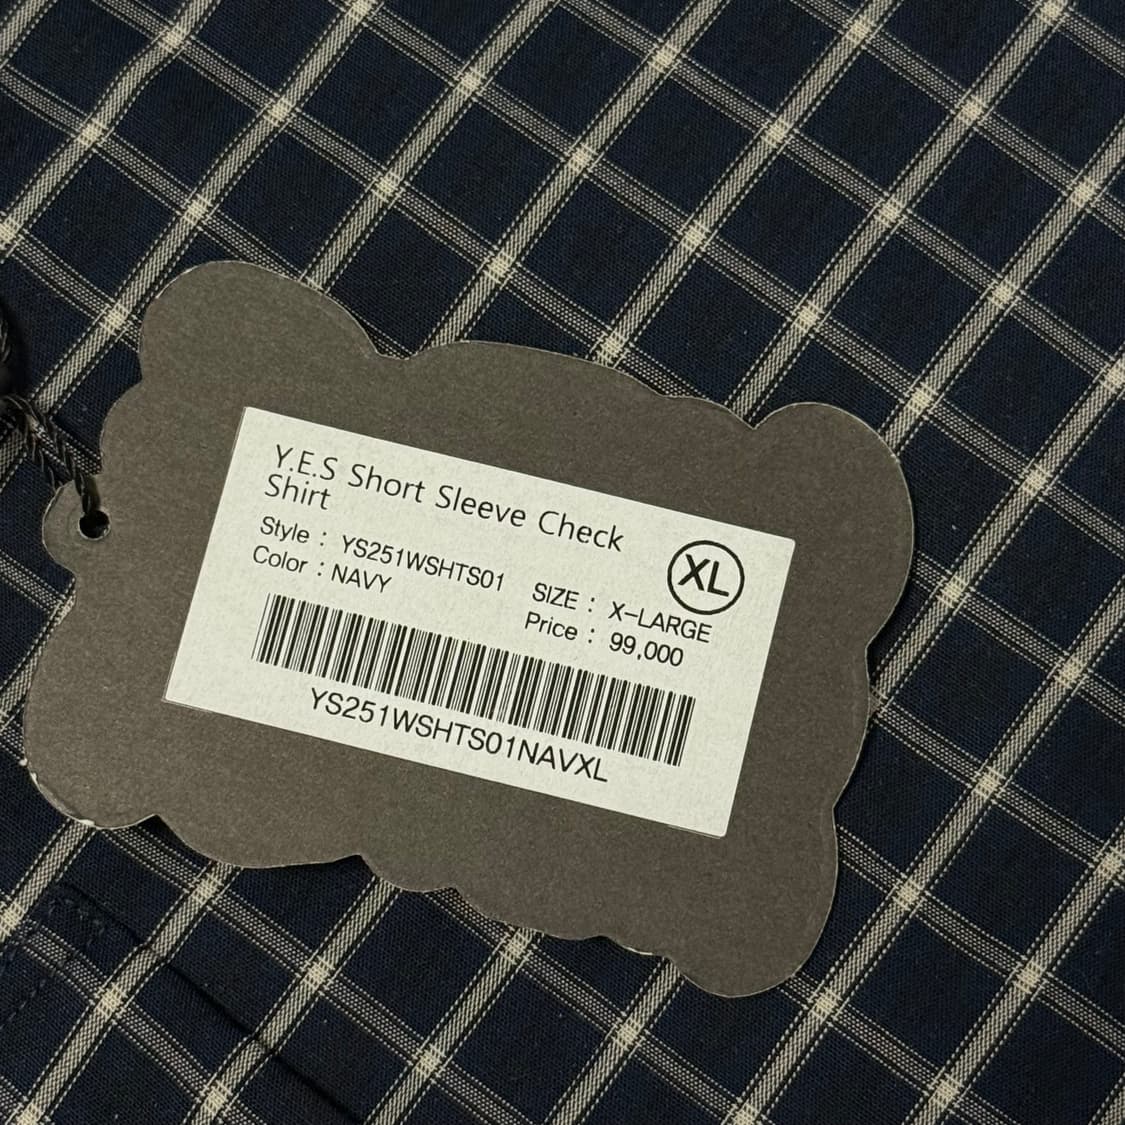 Y.E.S Short Sleeve Check
Shirt
XL
Style : YS251WSHTS01
SIZE : X-LARGE
Color : NAVY
Price : 99,000
YS251WSHTS01NAVXL